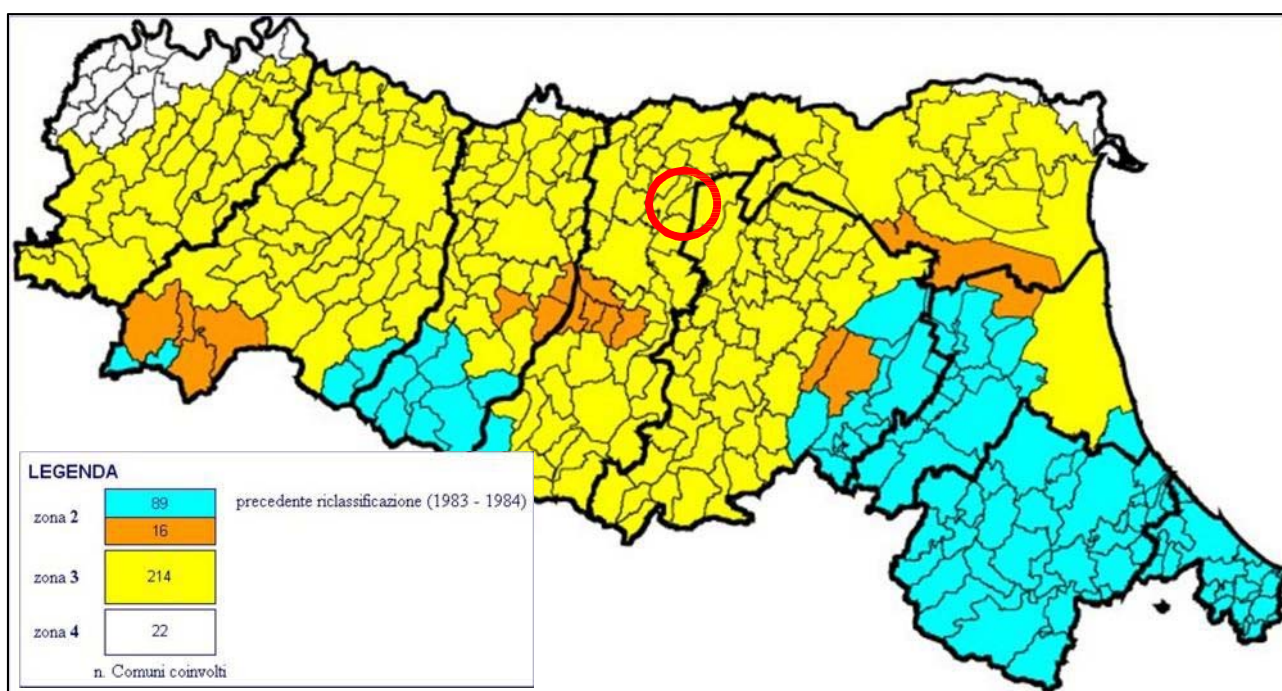 LEGENDA
zona 2
89
precedente riclassificazione (1983 - 1984)
16
zona 3
214
zona 4
22
n. Comuni coinvolti